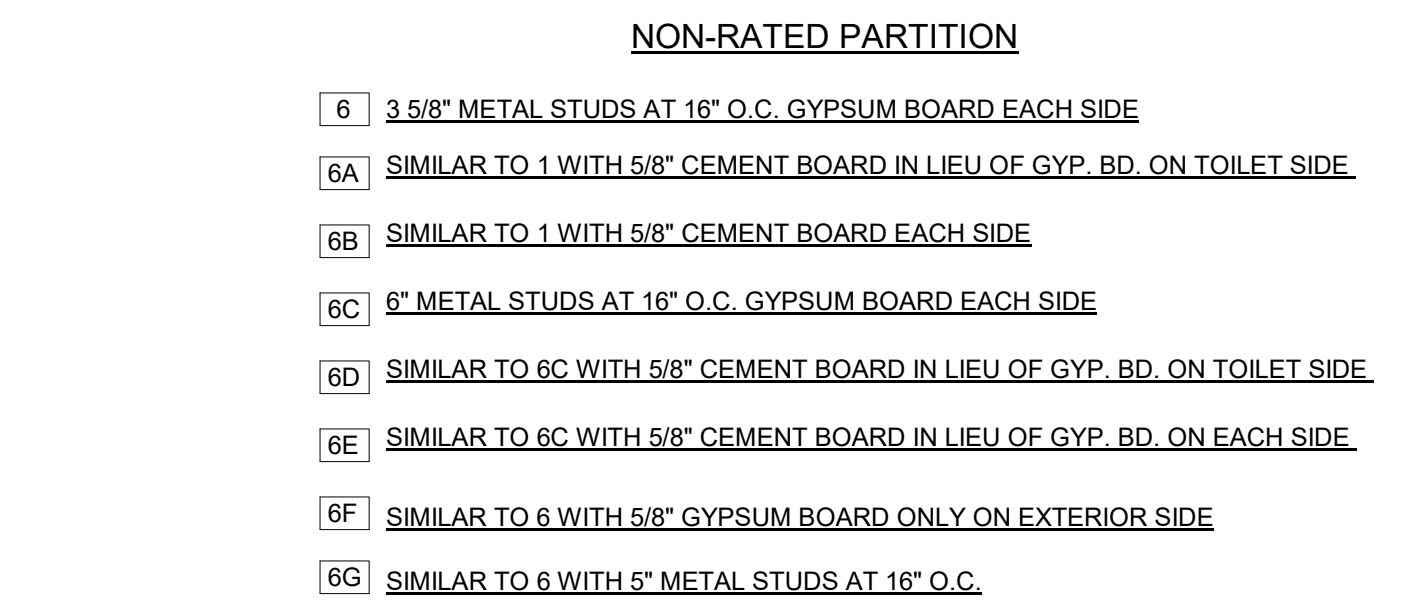 NON-RATED PARTITION
6 3 5/8" METAL STUDS AT 16" O.C. GYPSUM BOARD EACH SIDE
6A SIMILAR TO 1 WITH 5/8" CEMENT BOARD IN LIEU OF GYP. BD. ON TOILET SIDE
6B SIMILAR TO 1 WITH 5/8" CEMENT BOARD EACH SIDE
6C 6" METAL STUDS AT 16" O.C. GYPSUM BOARD EACH SIDE
6D SIMILAR TO 6C WITH 5/8" CEMENT BOARD IN LIEU OF GYP. BD. ON TOILET SIDE
6E SIMILAR TO 6C WITH 5/8" CEMENT BOARD IN LIEU OF GYP. BD. ON EACH SIDE
6F SIMILAR TO 6 WITH 5/8" GYPSUM BOARD ONLY ON EXTERIOR SIDE
6G SIMILAR TO 6 WITH 5" METAL STUDS AT 16" O.C.